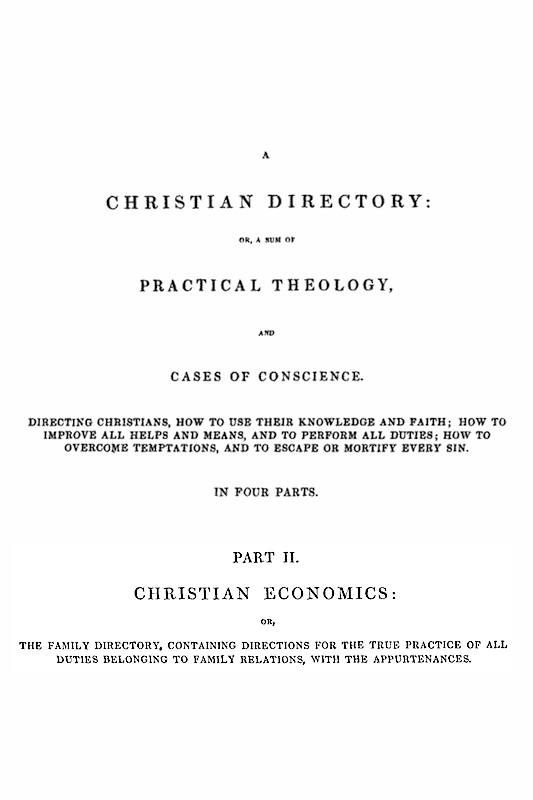 A
CHRISTIAN DIRECTORY:
OR, A SUM OF
PRACTICAL THEOLOGY,
AND
CASES OF CONSCIENCE.
DIRECTING CHRISTIANS, HOW TO USE THEIR KNOWLEDGE AND FAITH; HOW TO
IMPROVE ALL HELPS AND MEANS, AND TO PERFORM ALL DUTIES; HOW TO
OVERCOME TEMPTATIONS, AND TO ESCAPE OR MORTIFY EVERY SIN.
IN FOUR PARTS.
PART II.
CHRISTIAN ECONOMICS:
OR,
THE FAMILY DIRECTORY, CONTAINING DIRECTIONS FOR THE TRUE PRACTICE OF ALL
DUTIES BELONGING TO FAMILY RELATIONS, WITH THE APPURTENANCES.